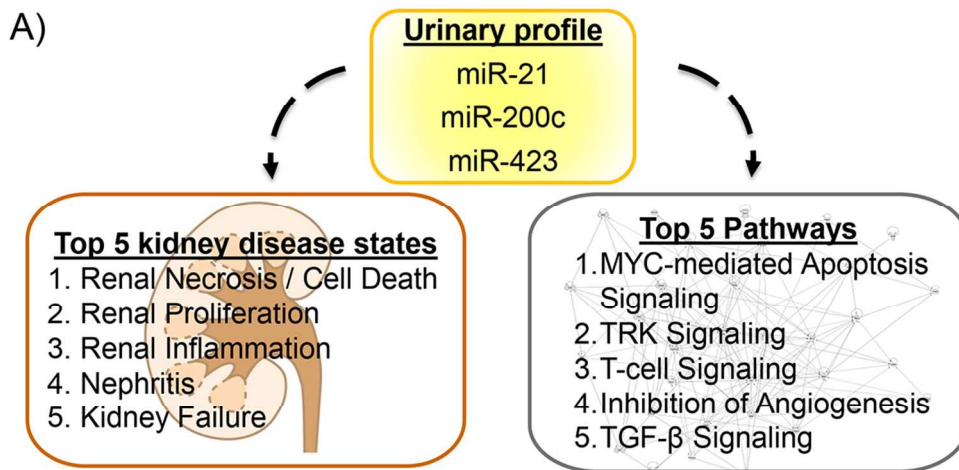 A)
Urinary profile
miR-21
miR-200c
miR-423
Top 5 kidney disease states
1. Renal Necrosis / Cell Death
2. Renal Proliferation
3. Renal Inflammation
4. Nephritis
5. Kidney Failure
Top 5 Pathways
1.MYC-mediated Apoptosis
Signaling
2.TRK Signaling
3.T-cell Signaling
4.Inhibition of Angiogenesis
5.TGF-β Signaling